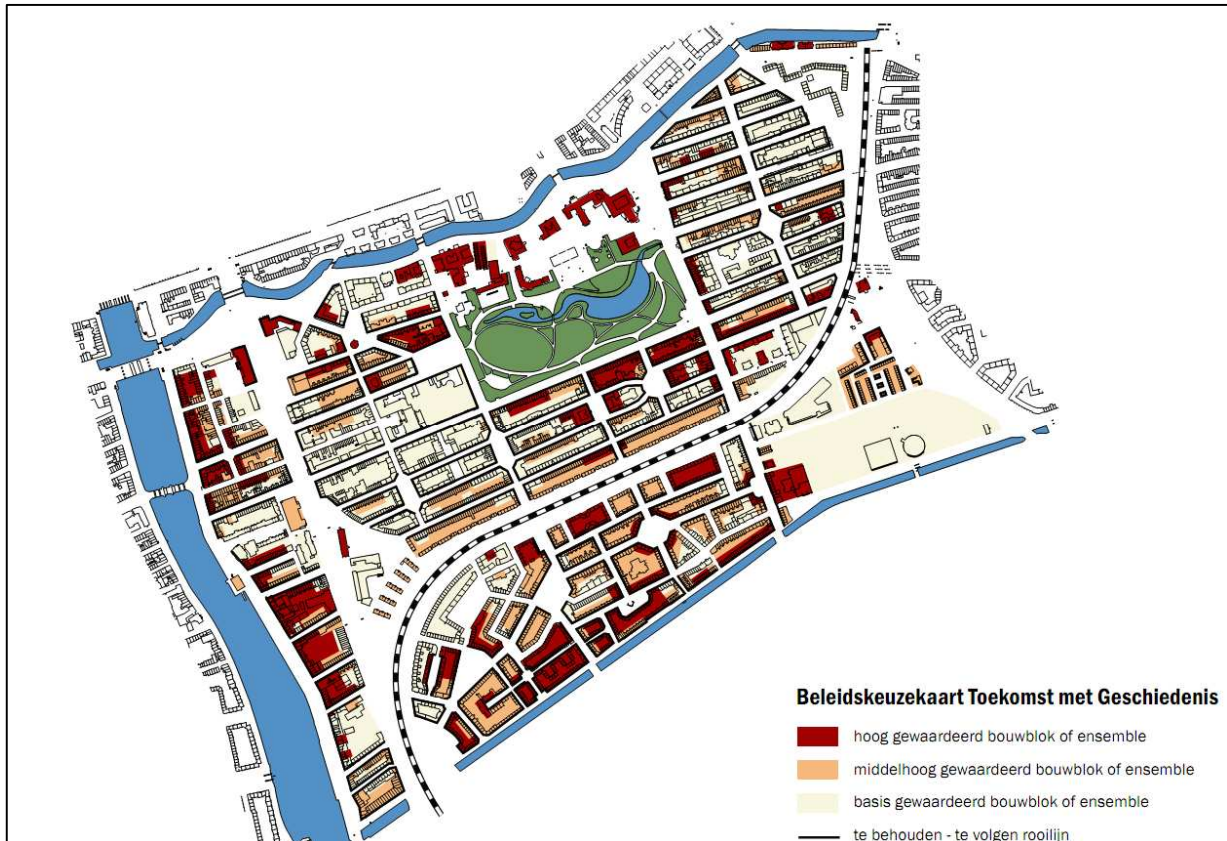 Beleidskeuzekaart Toekomst met Geschiedenis
hoog gewaardeerd bouwblok of ensemble
middelhoog gewaardeerd bouwblok of ensemble
basis gewaardeerd bouwblok of ensemble
te behouden - te volgen rooilijn